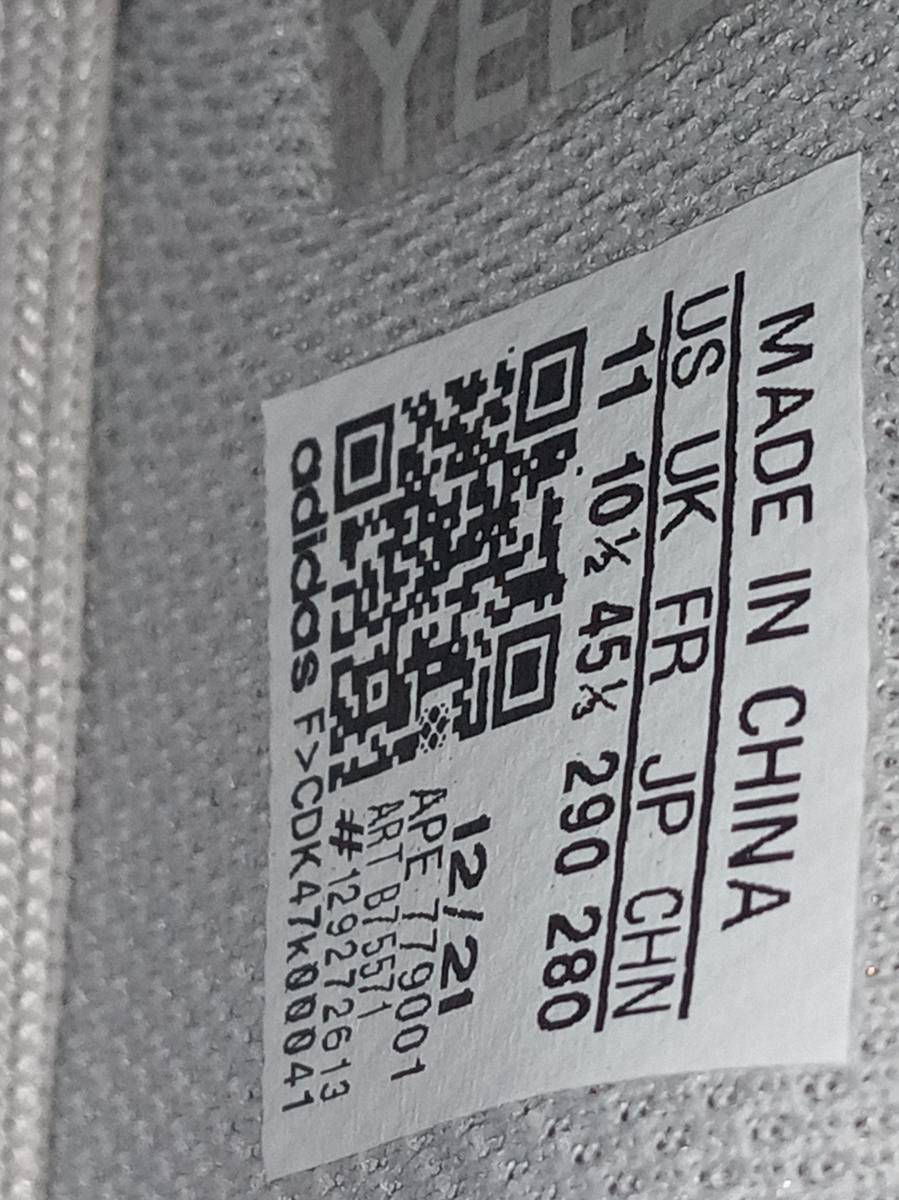 YEEZ
MADE IN CHINA
US UK FR JP CHN
11 10½ 45⅓ 290 280
12/21
APE 779001
ART B75571
#129272613
adidas F>CDK47K00041